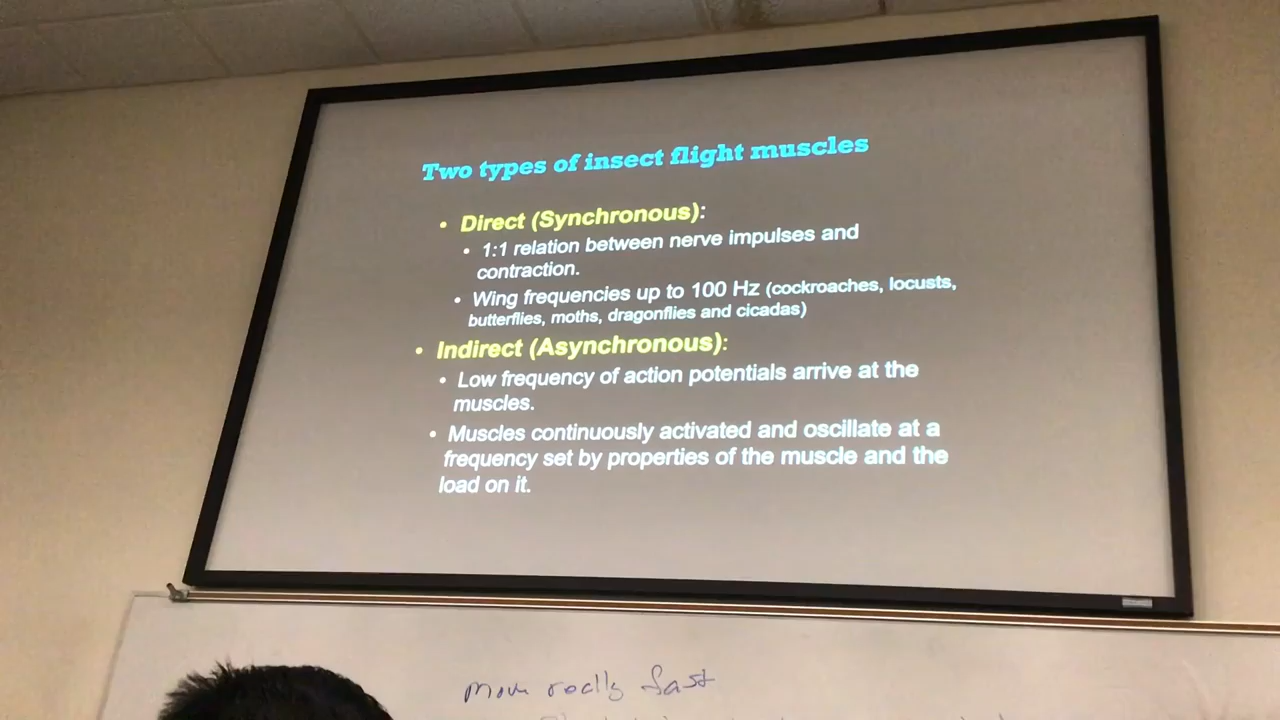 Two types of insect flight muscles
• Direct (Synchronous):
• 1:1 relation between nerve impulses and
contraction.
• Wing frequencies up to 100 Hz (cockroaches, locusts,
butterflies, moths, dragonflies and cicadas)
• Indirect (Asynchronous):
• Low frequency of action potentials arrive at the
muscles.
• Muscles continuously activated and oscillate at a
frequency set by properties of the muscle and the
load on it.
really fast